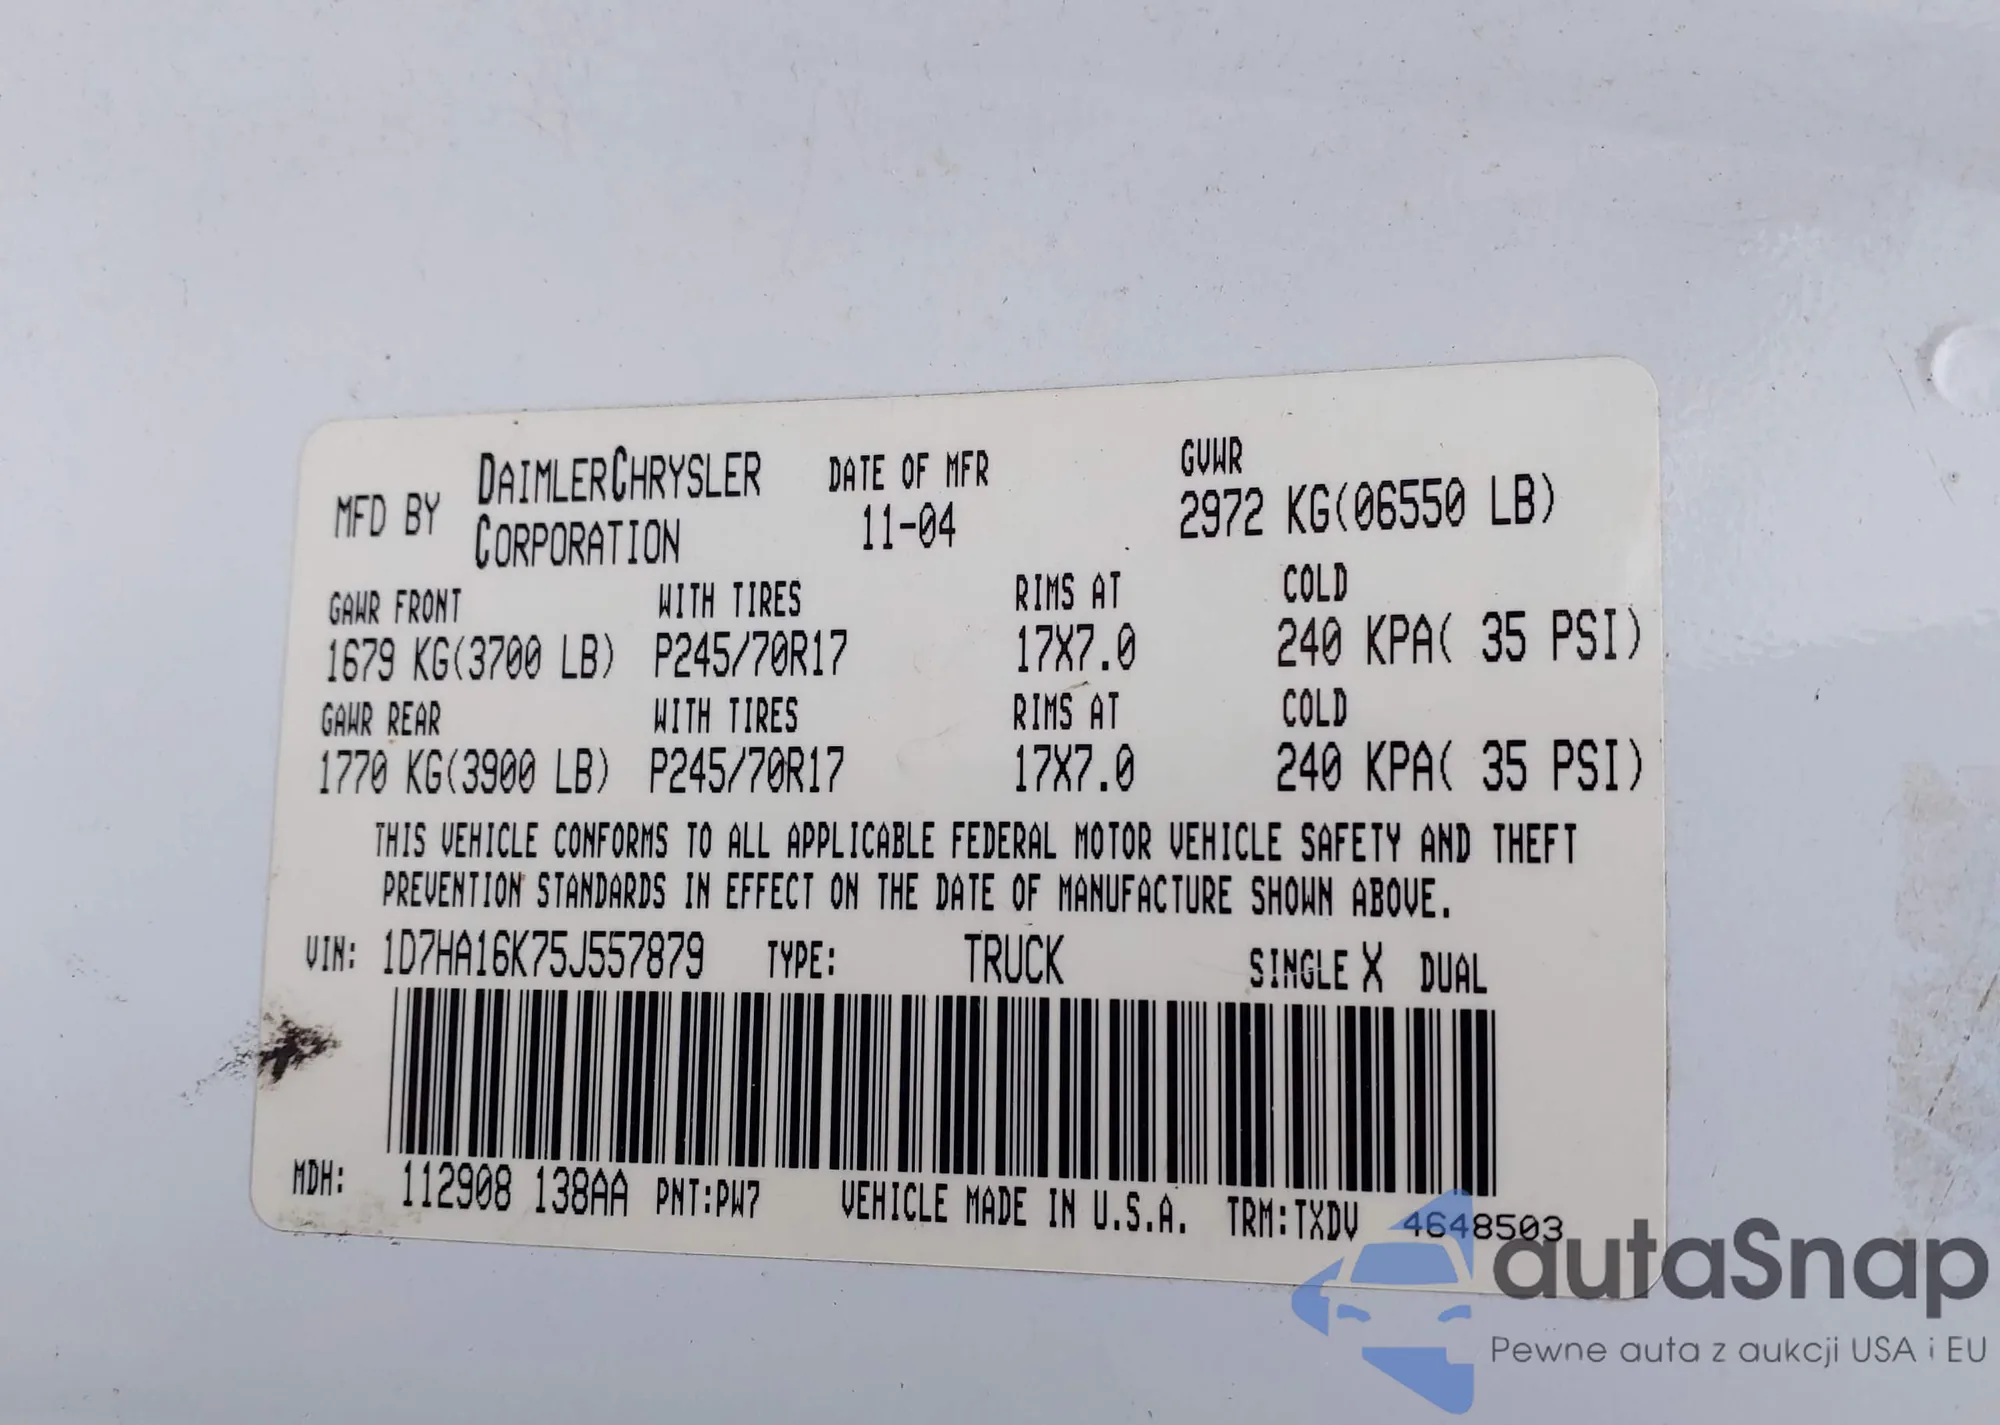 MFD BY DAIMLERCHRYSLER CORPORATION DATE OF MFR 11-04 GVWR 2972 KG(06550 LB)
GAWR FRONT WITH TIRES RIMS AT COLD
1679 KG(3700 LB) P245/70R17 17X7.0 240 KPA( 35 PSI)
GAWR REAR WITH TIRES RIMS AT COLD
1770 KG(3900 LB) P245/70R17 17X7.0 240 KPA( 35 PSI)
THIS VEHICLE CONFORMS TO ALL APPLICABLE FEDERAL MOTOR VEHICLE SAFETY AND THEFT
PREVENTION STANDARDS IN EFFECT ON THE DATE OF MANUFACTURE SHOWN ABOVE.
VIN: 1D7HA16K75J557879 TYPE: TRUCK SINGLE X DUAL
MDH: 112908 138AA PNT:PW7 VEHICLE MADE IN U.S.A. TRM:TXDV 4648503
autaSnap
Pewne auta z aukcji USA i EU